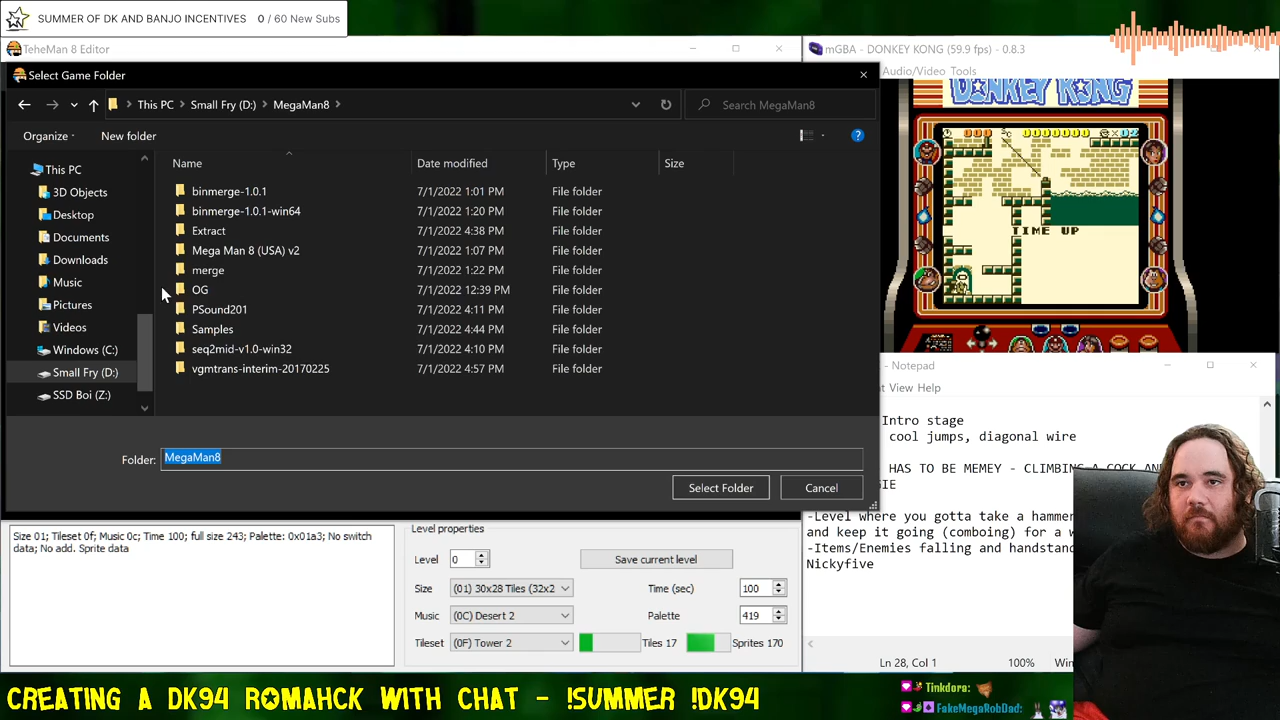 SUMMER OF DK AND BANJO INCENTIVES 0 / 60 New Subs
TeheMan 8 Editor
mGBA - DONKEY KONG (59.9 fps) - 0.8.3
Audio/Video Tools
Select Game Folder
This PC > Small Fry (D:) > MegaMan8 >
Search MegaMan8
Organize
New folder
Name Date modified Type Size
This PC
3D Objects
Desktop
Documents
Downloads
Music
Pictures
Videos
Windows (C:)
Small Fry (D:)
SSD Boi (Z:)
binmerge-1.0.1 7/1/2022 1:01 PM File folder
binmerge-1.0.1-win64 7/1/2022 1:20 PM File folder
Extract 7/1/2022 4:38 PM File folder
Mega Man 8 (USA) v2 7/1/2022 1:07 PM File folder
merge 7/1/2022 1:22 PM File folder
OG 7/1/2022 12:39 PM File folder
PSound201 7/1/2022 4:11 PM File folder
Samples 7/1/2022 4:44 PM File folder
seq2mid-v1.0-win32 7/1/2022 4:10 PM File folder
vgmtrans-interim-20170225 7/1/2022 4:57 PM File folder
Folder: MegaMan8
Select Folder
Cancel
DONKEY KONG
000 0000000 02
TIME UP
- Notepad
View Help
Intro stage
cool jumps, diagonal wire
HAS TO BE MEMEY - CLIMBING A COCK AND
-Level where you gotta take a hammer
and keep it going (comboing) for a w
-Items/Enemies falling and handstand
Nickyfive
Ln 28, Col 1
100%
Win
Size 01; Tileset 0f; Music 0c; Time 100; full size 243; Palette: 0x01a3; No switch
data; No add. Sprite data
Level properties
Level 0
Save current level
Size (01) 30x28 Tiles (32x2
Time (sec) 100
Music (0C) Desert 2
Palette 419
Tileset (0F) Tower 2
Tiles 17
Sprites 170
CREATING A DK94 ROMAHCK WITH CHAT - !SUMMER !DK94
Tinkdora:
FakeMegaRobDad: